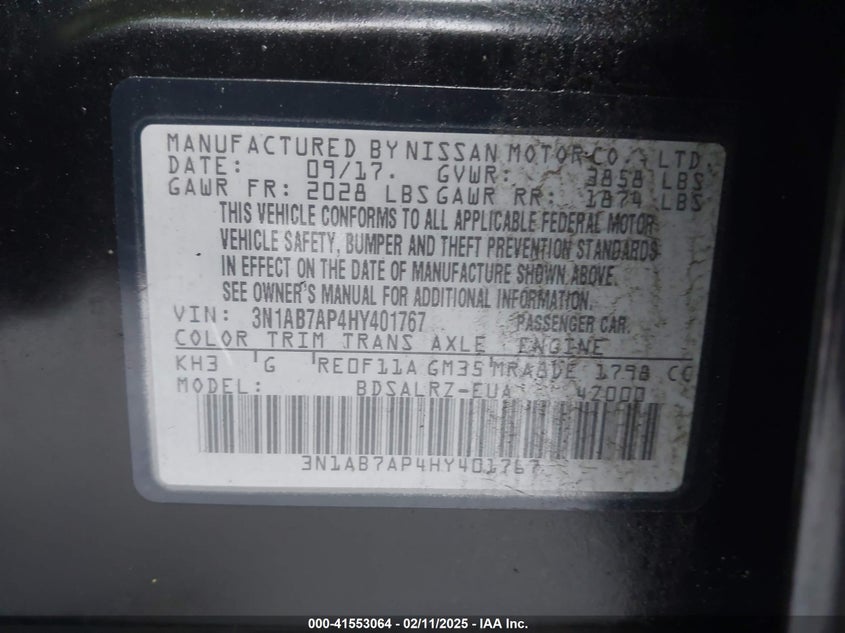 MANUFACTURED BY NISSAN MOTOR CO., LTD.
DATE: 09/17. GVWR: 3858 LBS
GAWR FR: 2028 LBS GAWR RR: 1874 LBS
THIS VEHICLE CONFORMS TO ALL APPLICABLE FEDERAL MOTOR
VEHICLE SAFETY, BUMPER AND THEFT PREVENTION STANDARDS
IN EFFECT ON THE DATE OF MANUFACTURE SHOWN ABOVE.
SEE OWNER'S MANUAL FOR ADDITIONAL INFORMATION.
VIN: 3N1AB7AP4HY401767 PASSENGER CAR.
COLOR TRIM TRANS AXLE ENGINE
KH3 G RE0F11A GM35 MRA8DE 1798 CC
MODEL: BDSALRZ-EUA 42000
3N1AB7AP4HY401767
000-41553064 - 02/11/2025 - IAA Inc.